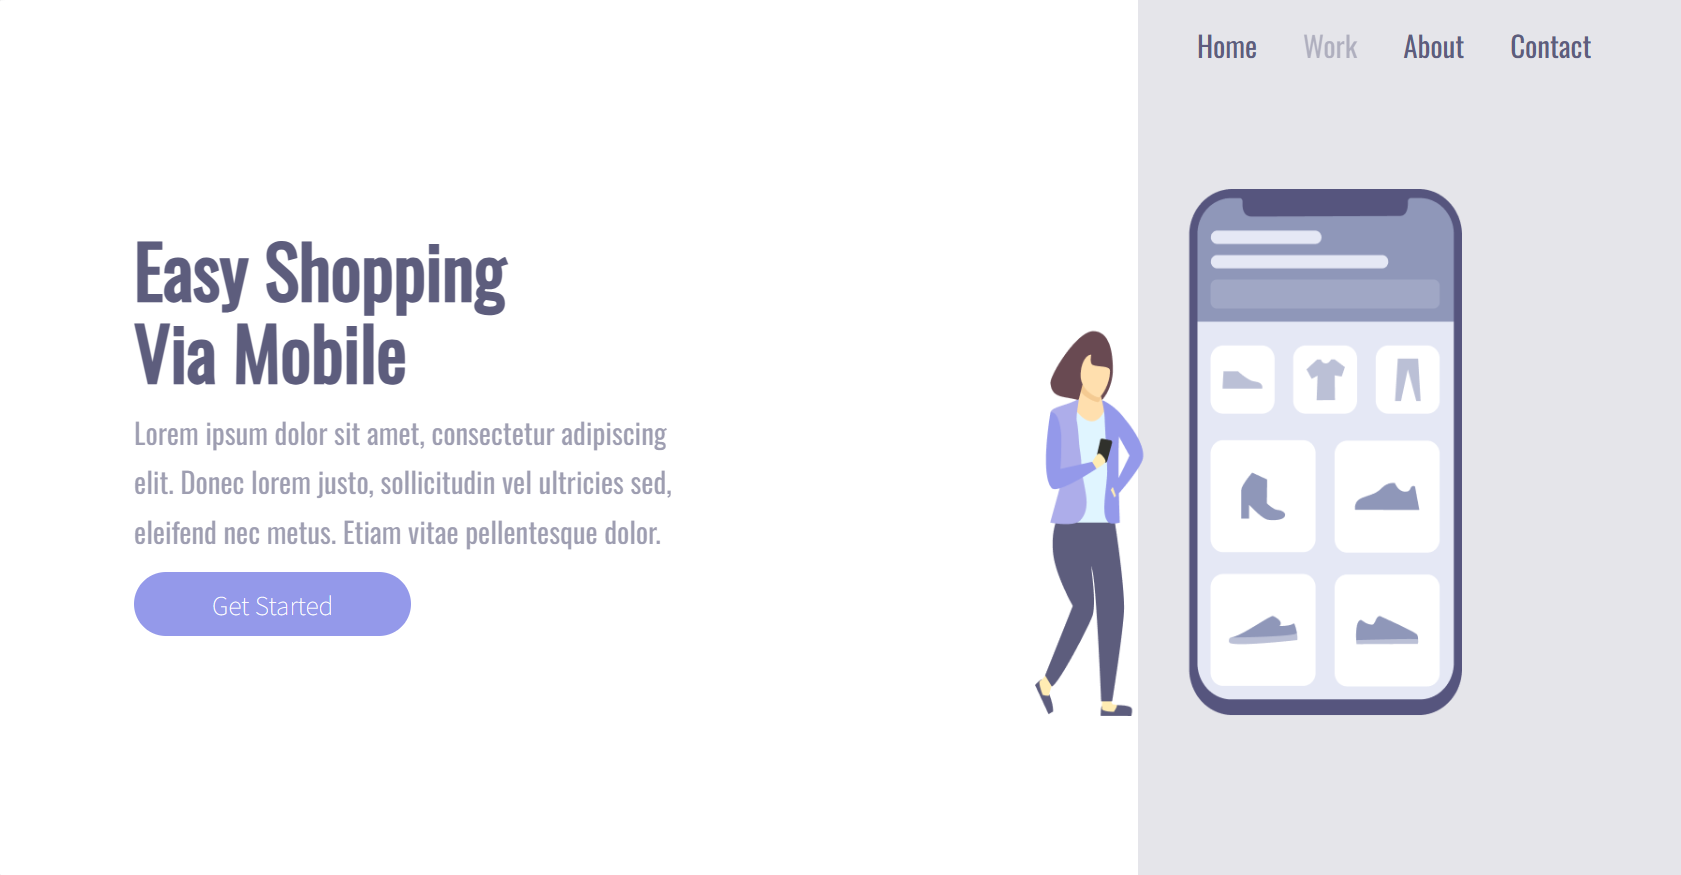 Home Work About Contact
Easy Shopping
Via Mobile
Lorem ipsum dolor sit amet, consectetur adipiscing
elit. Donec lorem justo, sollicitudin vel ultricies sed,
eleifend nec metus. Etiam vitae pellentesque dolor.
Get Started